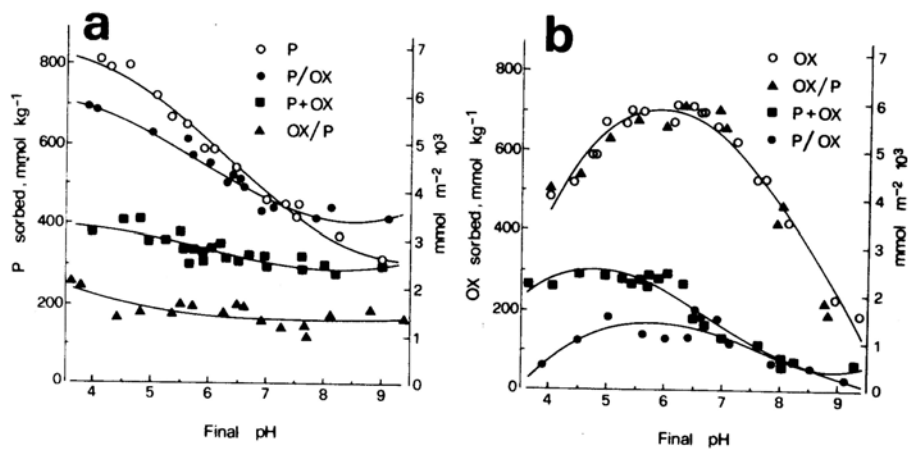 a
○ P
● P/OX
■ P+OX
▲ OX/P
800
600
400
200
0
P sorbed, mmol kg⁻¹
7
6
5
4
3
2
1
0
mmol m⁻² 10³
4 5 6 7 8 9
Final pH
b
○ OX
▲ OX/P
■ P+OX
● P/OX
800
600
400
200
0
OX sorbed, mmol kg⁻¹
7
6
5
4
3
2
1
0
mmol m⁻² 10³
4 5 6 7 8 9
Final pH